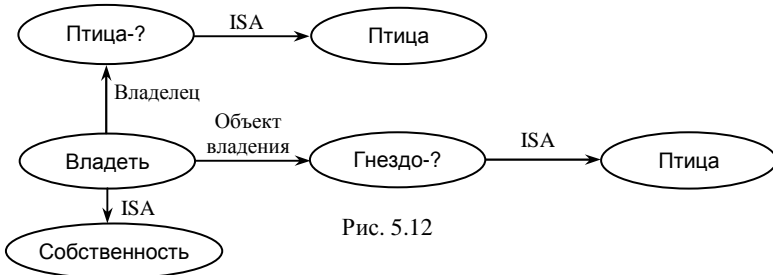 Птица-?
ISA
Птица
Владелец
Объект
владения
ISA
Владеть
Гнездо-?
Птица
ISA
Рис. 5.12
Собственность